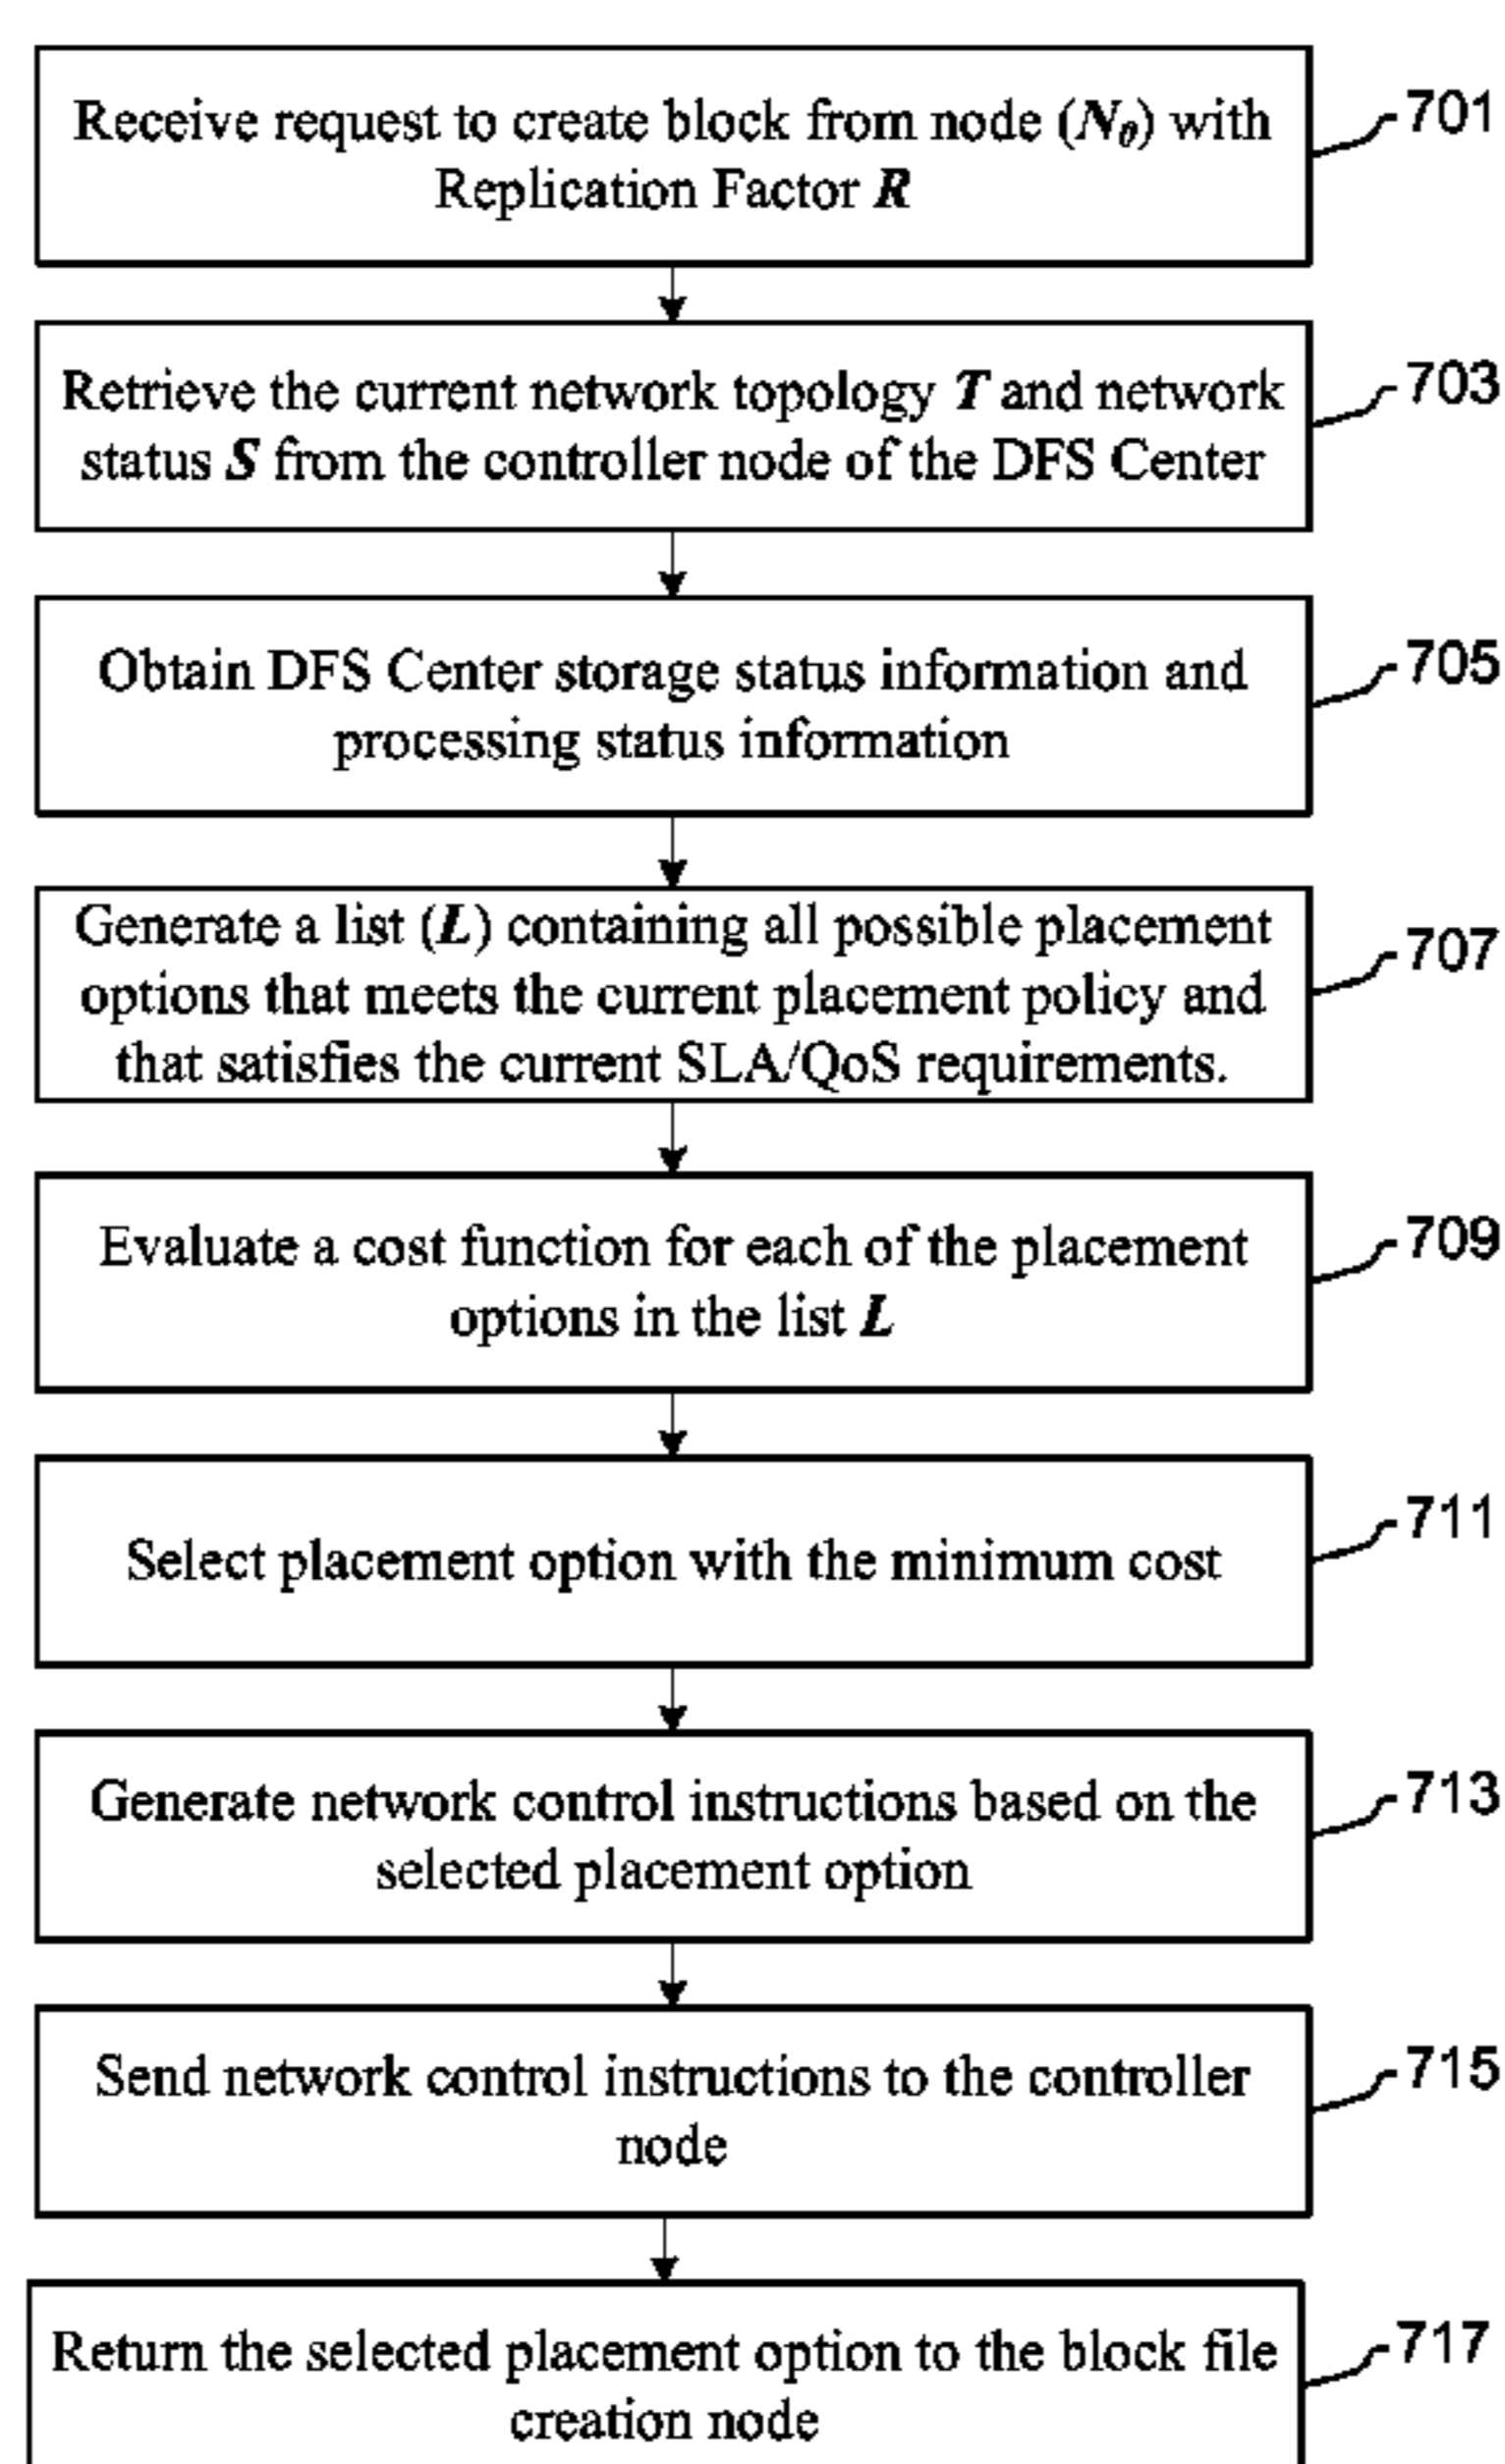 Receive request to create block from node (N0) with
Replication Factor R
701
Retrieve the current network topology T and network
status S from the controller node of the DFS Center
703
Obtain DFS Center storage status information and
processing status information
705
Generate a list (L) containing all possible placement
options that meets the current placement policy and
that satisfies the current SLA/QoS requirements.
707
Evaluate a cost function for each of the placement
options in the list L
709
Select placement option with the minimum cost
711
Generate network control instructions based on the
selected placement option
713
Send network control instructions to the controller
node
715
Return the selected placement option to the block file
creation node
717